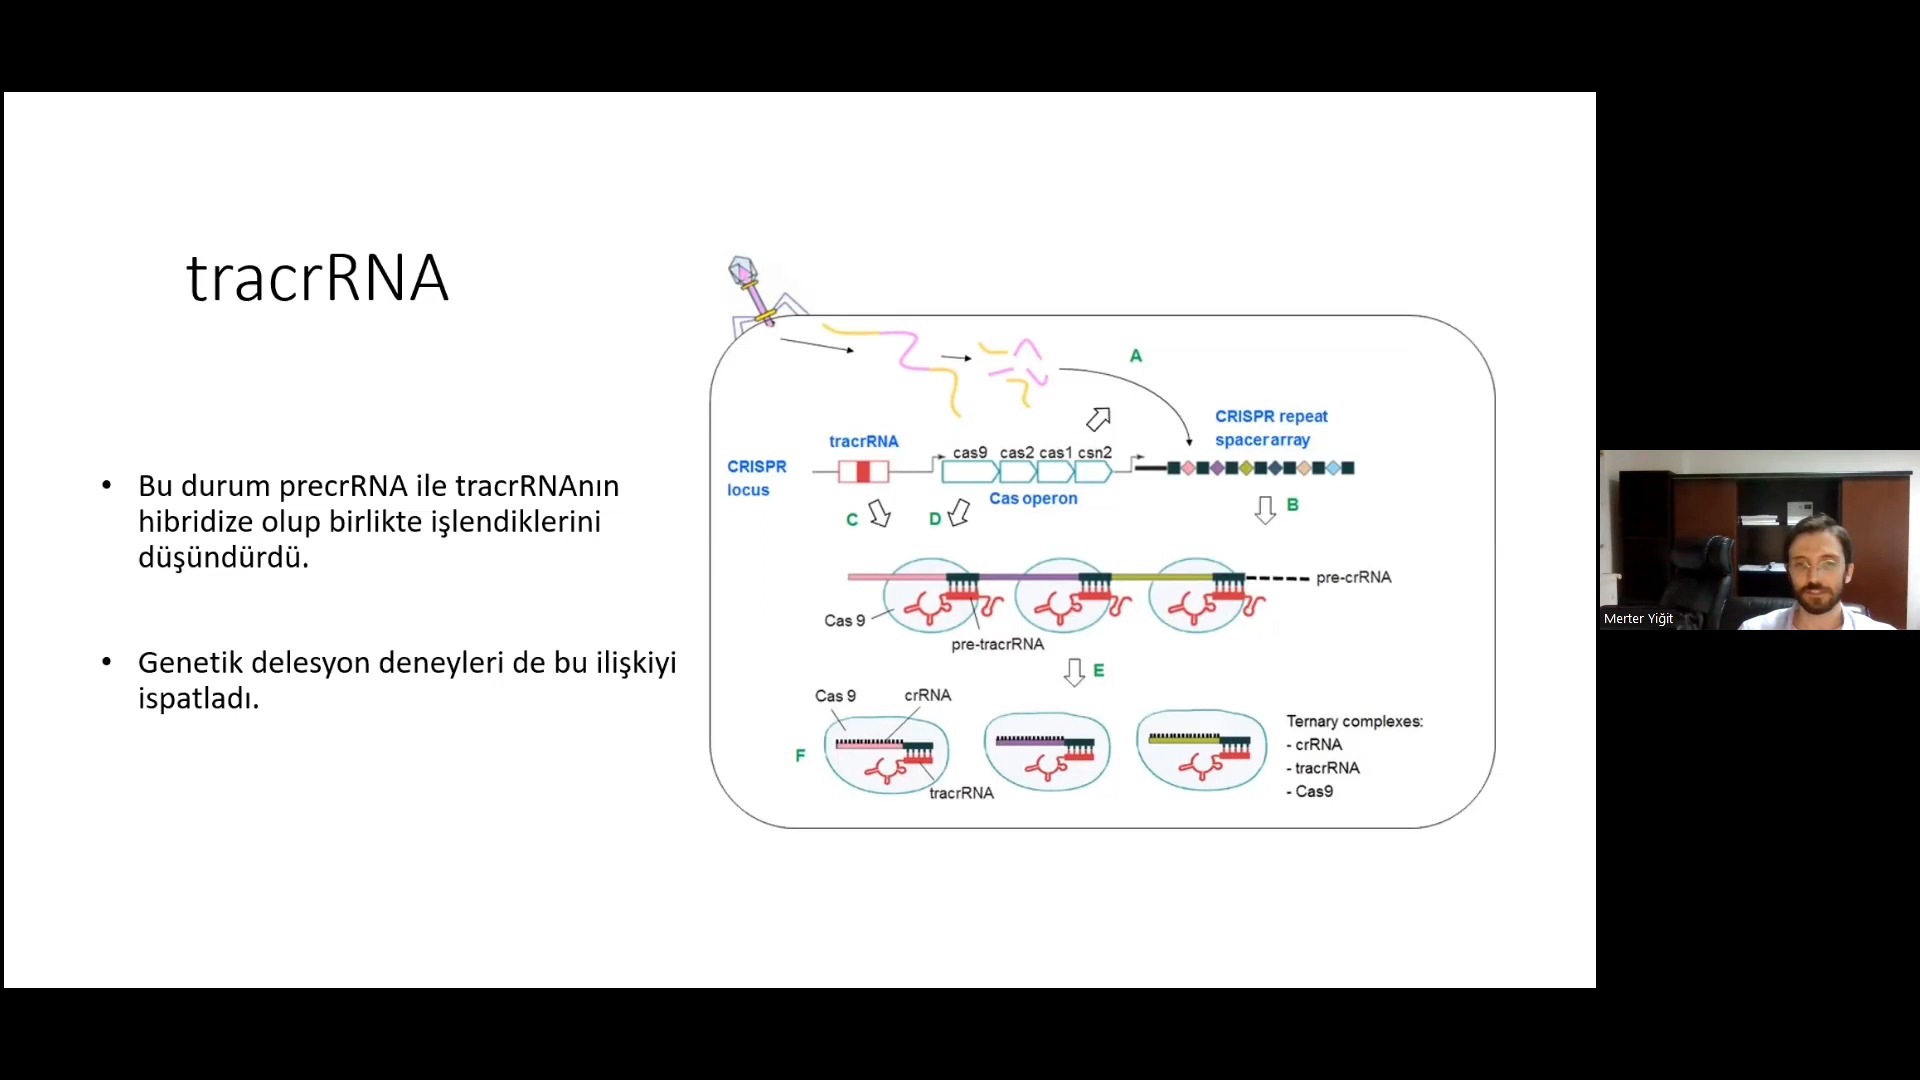 tracrRNA
• Bu durum precrRNA ile tracrRNAnın
hibridize olup birlikte işlendiklerini
düşündürdü.
• Genetik delesyon deneyleri de bu ilişkiyi
ispatladı.
A
CRISPR repeat
spacer array
tracrRNA
cas9 cas2 cas1 csn2
CRISPR
locus
Cas operon
C
D
B
pre-crRNA
Cas 9
pre-tracrRNA
E
Cas 9
crRNA
F
tracrRNA
Ternary complexes:
- crRNA
- tracrRNA
- Cas9
Merter Yiğit